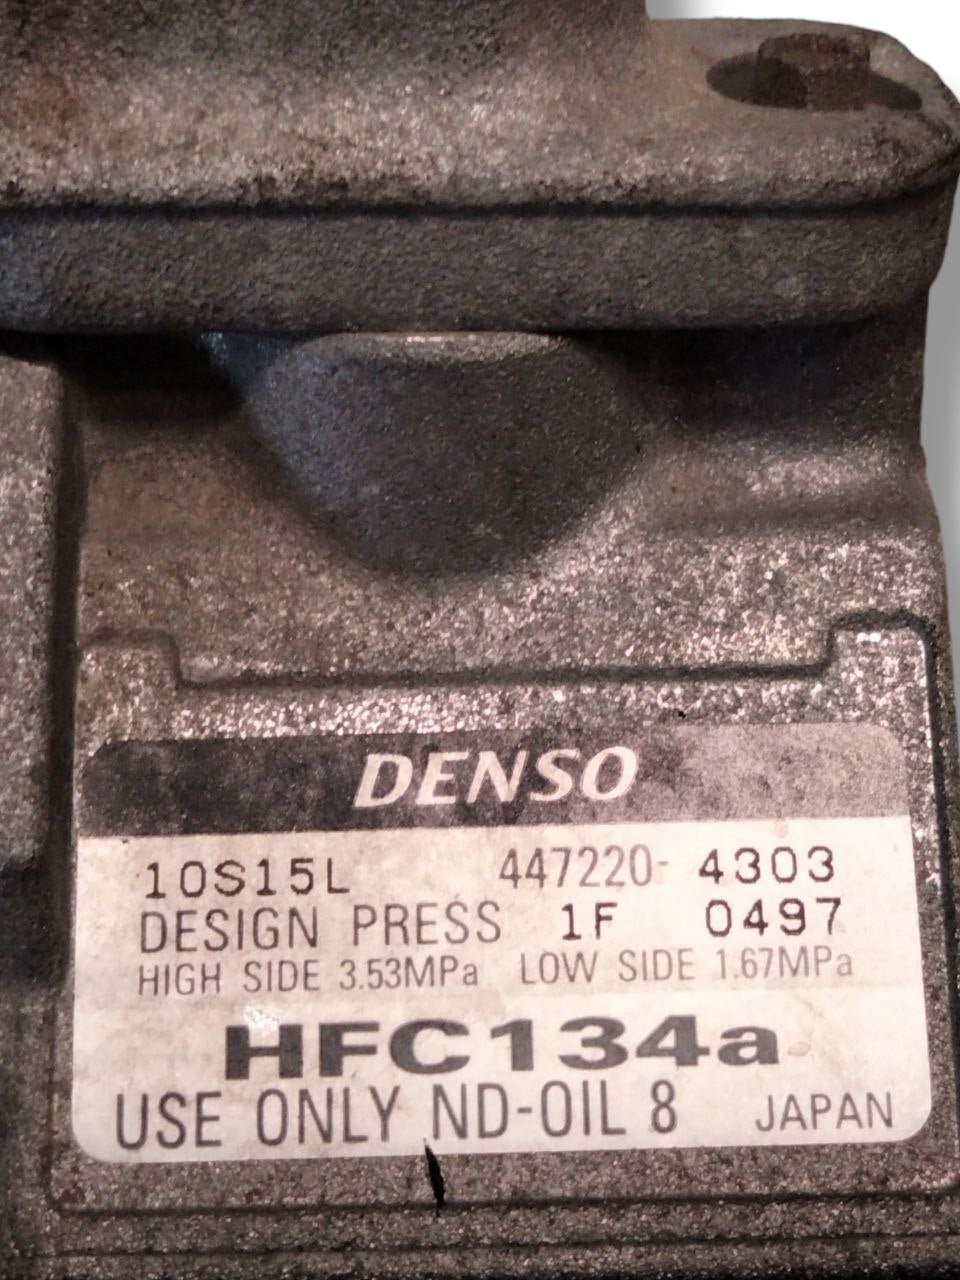 DENSO
10S15L 447220-4303
DESIGN PRESS 1F 0497
HIGH SIDE 3.53MPa LOW SIDE 1.67MPa
HFC134a
USE ONLY ND-OIL 8 JAPAN